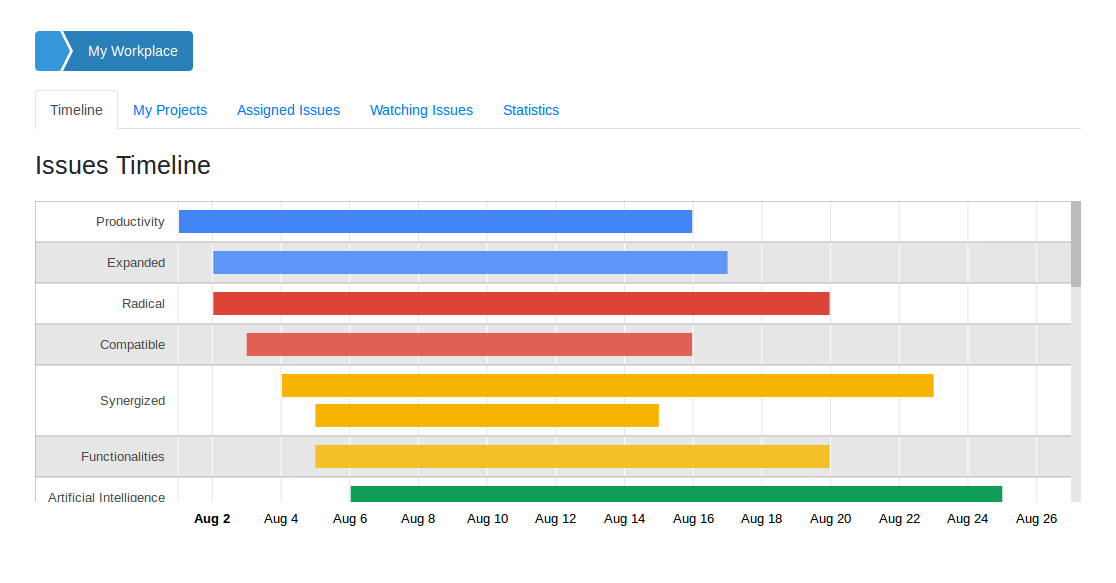 My Workplace
Timeline My Projects Assigned Issues Watching Issues Statistics
Issues Timeline
Productivity
Expanded
Radical
Compatible
Synergized
Functionalities
Artificial Intelligence
Aug 2 Aug 4 Aug 6 Aug 8 Aug 10 Aug 12 Aug 14 Aug 16 Aug 18 Aug 20 Aug 22 Aug 24 Aug 26